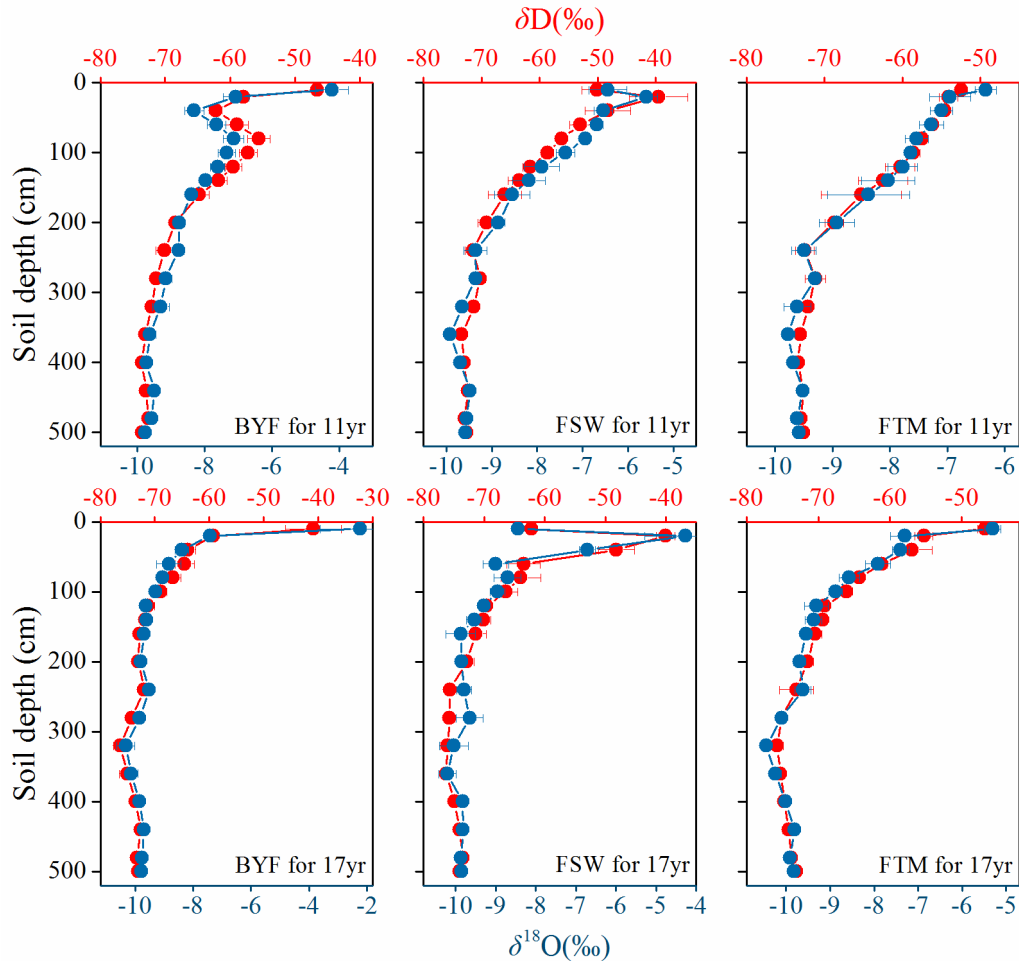 δD(‰)
-80 -70 -60 -50 -40
-80 -70 -60 -50 -40
-80 -70 -60 -50
0
100
200
300
400
500
Soil depth (cm)
BYF for 11yr
FSW for 11yr
FTM for 11yr
-10 -8 -6 -4
-10 -9 -8 -7 -6 -5
-10 -9 -8 -7 -6
-80 -70 -60 -50 -40 -30
-80 -70 -60 -50 -40
-80 -70 -60 -50
0
100
200
300
400
500
Soil depth (cm)
BYF for 17yr
FSW for 17yr
FTM for 17yr
-10 -8 -6 -4 -2
-10 -9 -8 -7 -6 -5 -4
-10 -9 -8 -7 -6 -5
δ¹⁸O(‰)